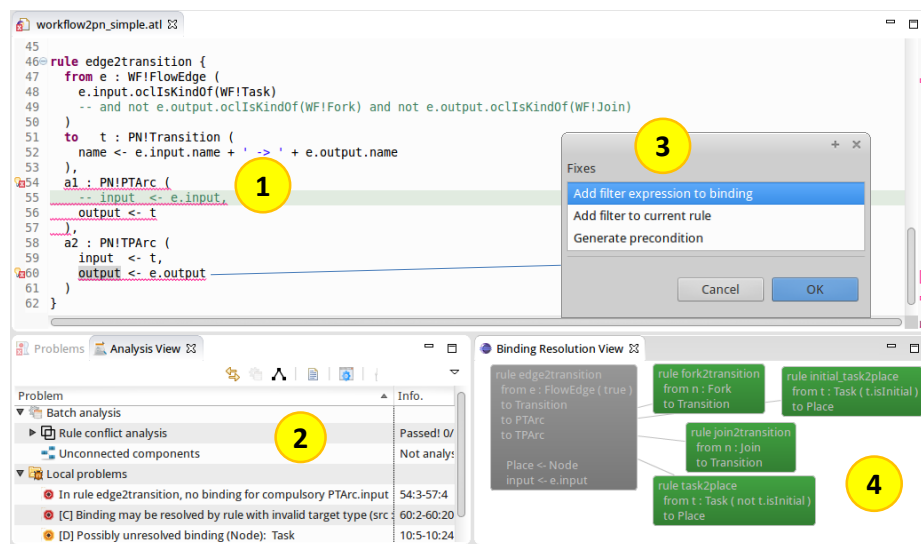 workflow2pn_simple.atl
45
46 rule edge2transition {
47 from e : WF!FlowEdge (
48 e.input.oclIsKindOf(WF!Task)
49 -- and not e.output.oclIsKindOf(WF!Fork) and not e.output.oclIsKindOf(WF!Join)
50 )
51 to t : PN!Transition (
52 name <- e.input.name + ' -> ' + e.output.name
53 ),
54 a1 : PN!PTArc (
55 -- input <- e.input,
56 output <- t
57 ),
58 a2 : PN!TPArc (
59 input <- t,
60 output <- e.output
61 )
62 }
1
3
Fixes
Add filter expression to binding
Add filter to current rule
Generate precondition
Cancel OK
Problems Analysis View
Problem Info.
Batch analysis
Rule conflict analysis Passed! 0/
Unconnected components Not analys
Local problems
In rule edge2transition, no binding for compulsory PTArc.input 54:3-57:4
[C] Binding may be resolved by rule with invalid target type (src : 60:2-60:20
[D] Possibly unresolved binding (Node): Task 10:5-10:24
2
Binding Resolution View
rule edge2transition
from e : FlowEdge ( true )
to Transition
to PTArc
to TPArc
Place <- Node
input <- e.input
rule fork2transition
from n : Fork
to Transition
rule initial_task2place
from t : Task ( t.isInitial )
to Place
rule join2transition
from n : Join
to Transition
rule task2place
from t : Task ( not t.isInitial )
to Place
4